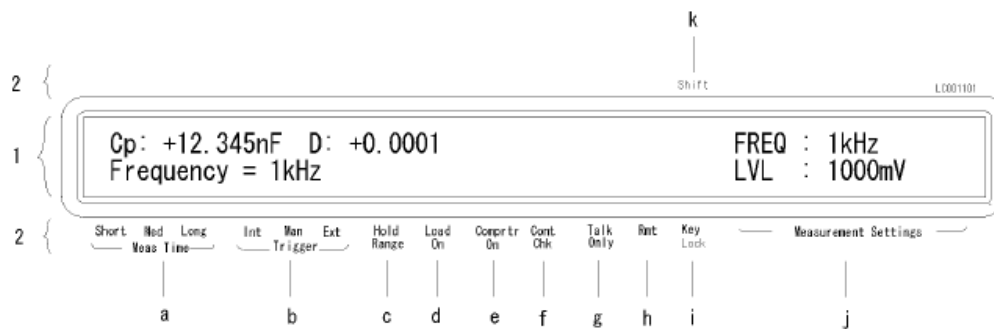 k
2 { Shift LC001101
1 { Cp: +12.345nF D: +0.0001 FREQ : 1kHz
Frequency = 1kHz LVL : 1000mV
2 { Short Med Long Int Man Ext Hold Range Load On Comprtr On Cont Chk Talk Only Rmt Key Lock Measurement Settings
Meas Time Trigger
a b c d e f g h i j